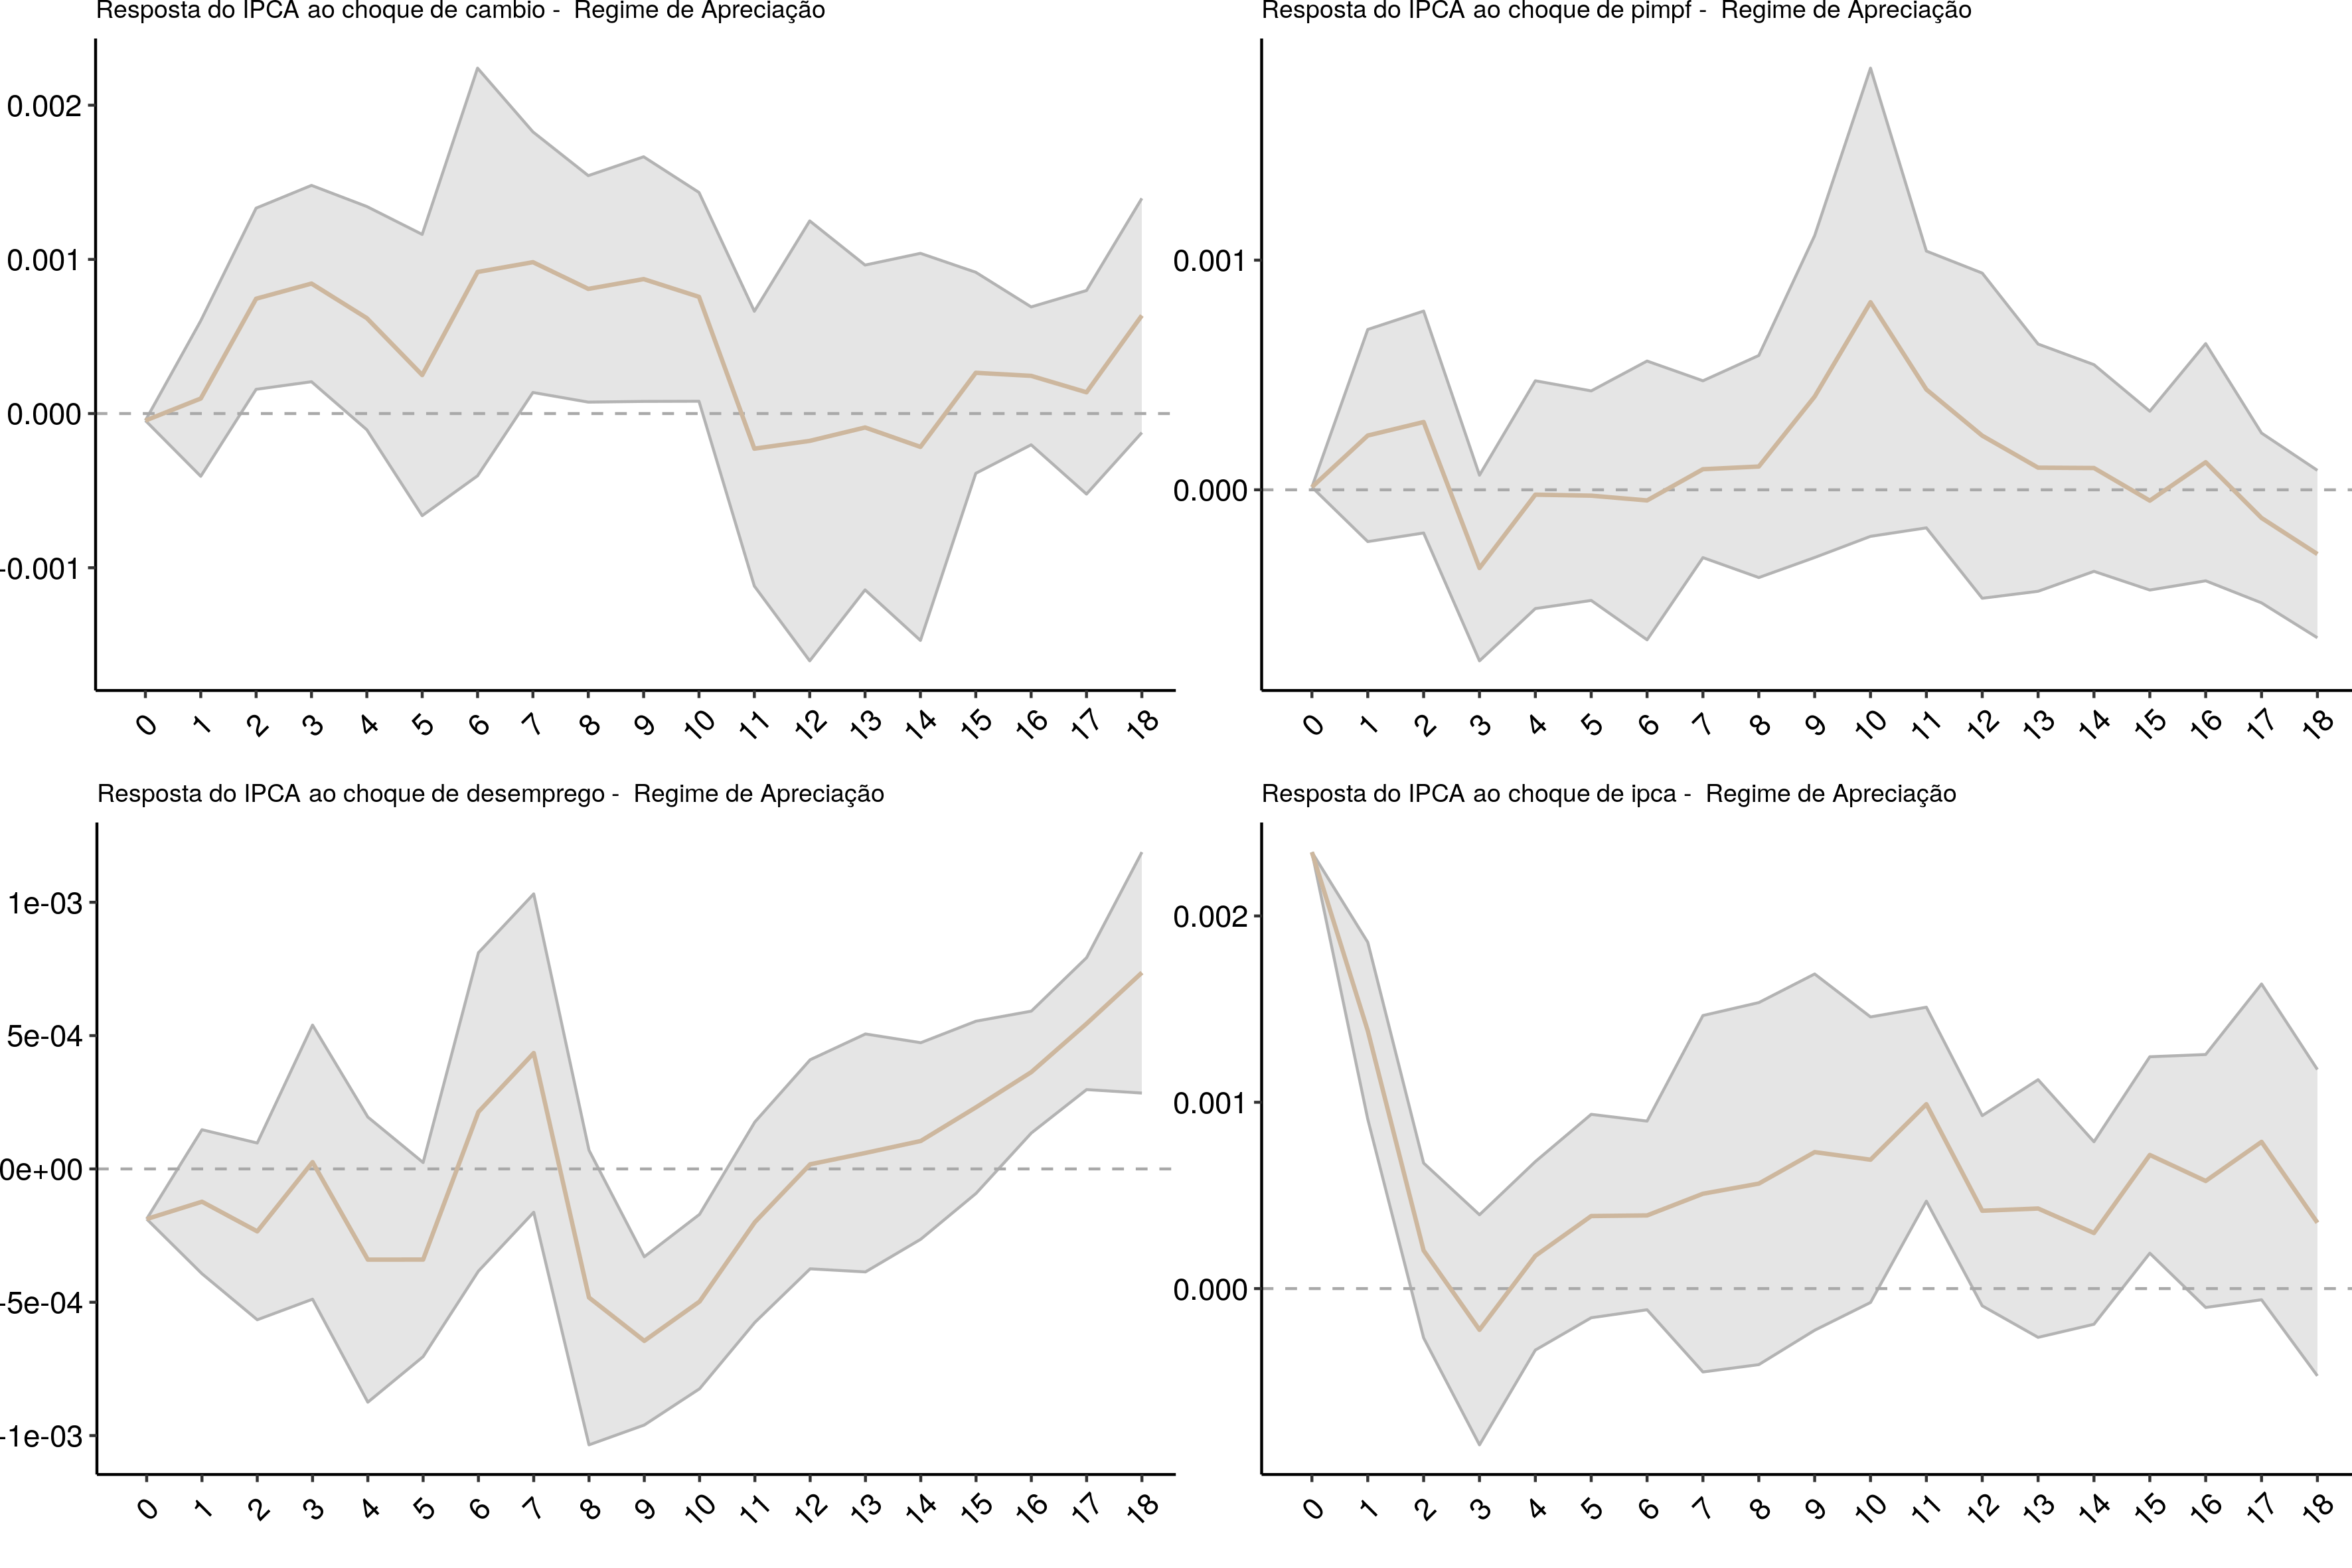 Resposta do IPCA ao choque de cambio -  Regime de Apreciação
0.002
0.001
0.000
-0.001
0 1 2 3 4 5 6 7 8 9 10 11 12 13 14 15 16 17 18
Resposta do IPCA ao choque de pimpf -  Regime de Apreciação
0.001
0.000
0 1 2 3 4 5 6 7 8 9 10 11 12 13 14 15 16 17 18
Resposta do IPCA ao choque de desemprego -  Regime de Apreciação
1e-03
5e-04
0e+00
-5e-04
-1e-03
0 1 2 3 4 5 6 7 8 9 10 11 12 13 14 15 16 17 18
Resposta do IPCA ao choque de ipca -  Regime de Apreciação
0.002
0.001
0.000
0 1 2 3 4 5 6 7 8 9 10 11 12 13 14 15 16 17 18